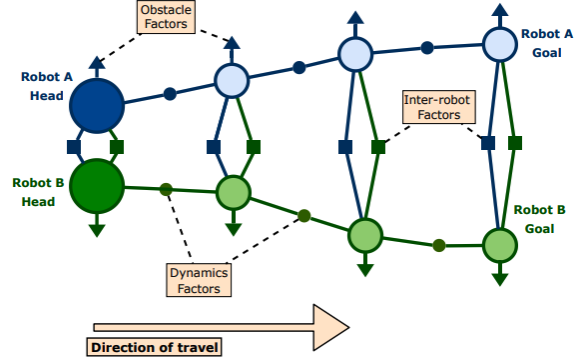 Obstacle
Factors
Robot A
Goal
Robot A
Head
Inter-robot
Factors
Robot B
Head
Robot B
Goal
Dynamics
Factors
Direction of travel